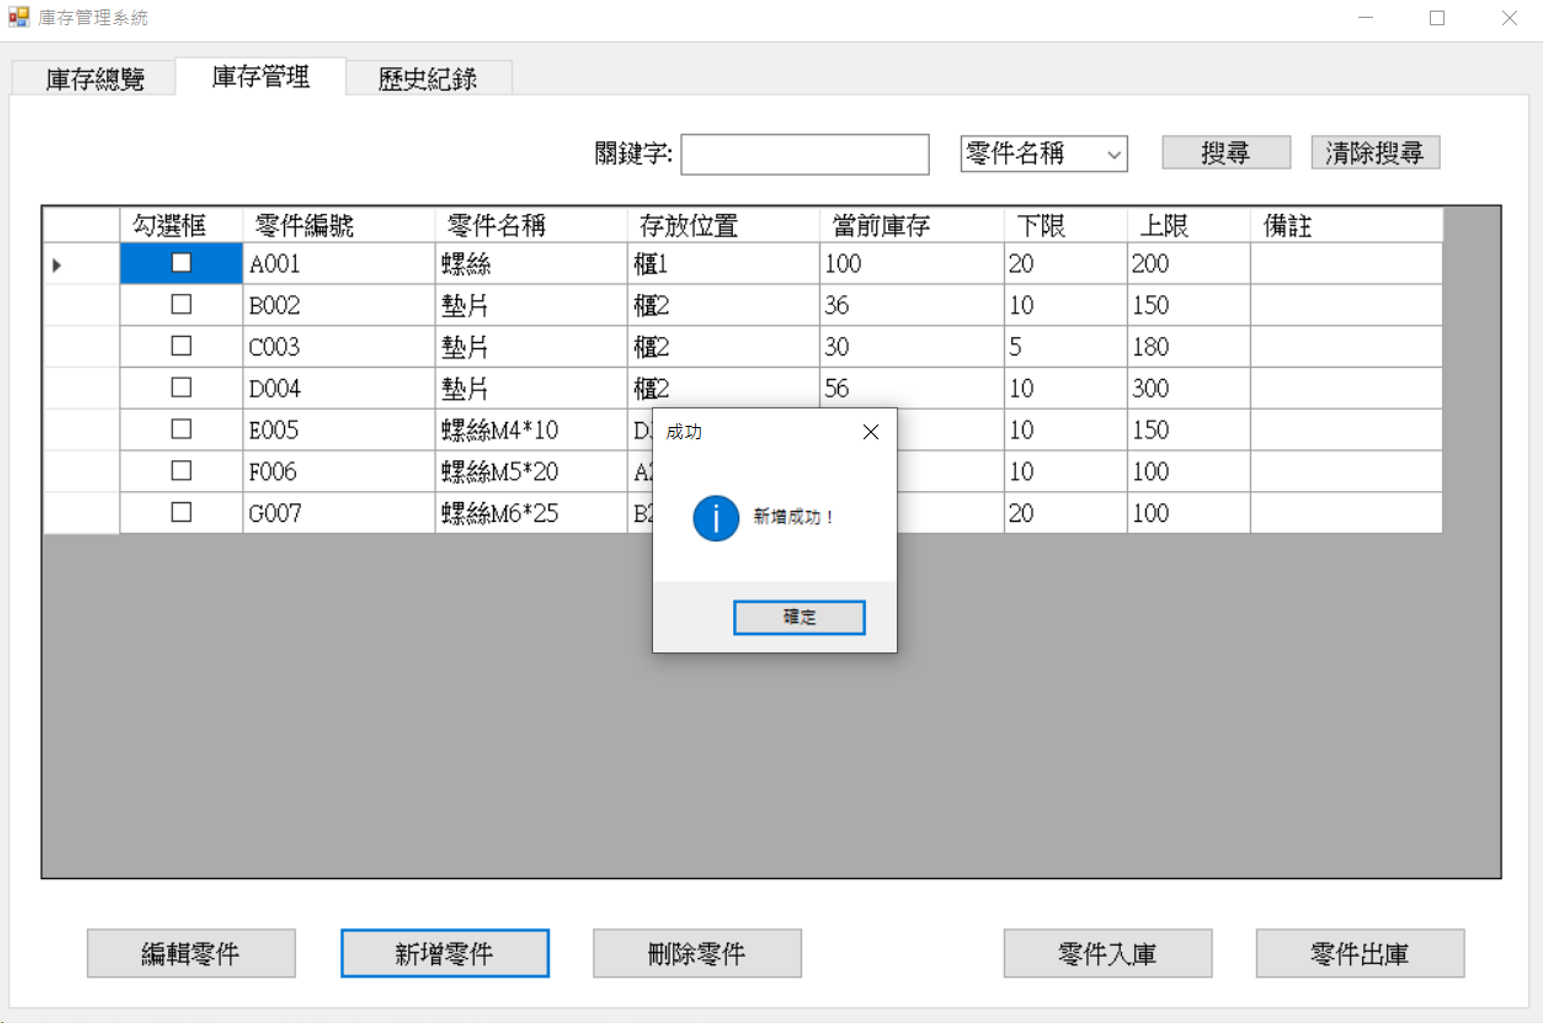 庫存管理系統
庫存總覽 庫存管理 歷史紀錄
關鍵字: 零件名稱 搜尋 清除搜尋
勾選框 零件編號 零件名稱 存放位置 當前庫存 下限 上限 備註
A001 螺絲 櫃1 100 20 200
B002 墊片 櫃2 36 10 150
C003 墊片 櫃2 30 5 180
D004 墊片 櫃2 56 10 300
E005 螺絲M4*10 10 150
F006 螺絲M5*20 10 100
G007 螺絲M6*25 20 100
成功
新增成功！
確定
編輯零件 新增零件 刪除零件 零件入庫 零件出庫